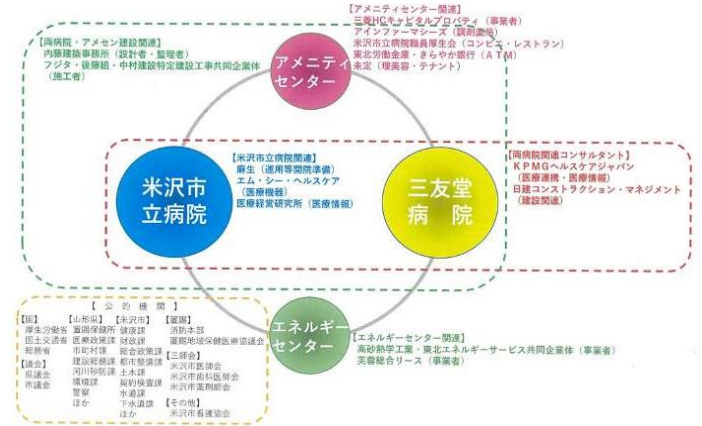 【アメニティセンター関連】
三菱HCキャピタルプロパティ（事業者）
アインファーマシーズ（調剤薬局）
米沢市立病院職員厚生会（コンビニ・レストラン）
東北労働金庫・きらやか銀行（ＡＴＭ）
未定（理美容・テナント）
【両病院・アメセン建設関連】
内藤建築事務所（設計者・監理者）
フジタ・後藤組・中村建設特定建設工事共同企業体
（施工者）
アメニティ
センター
【米沢市立病院関連】
麻生（運用等開院準備）
エム・シー・ヘルスケア
（医療機器）
医療経営研究所（医療情報）
米沢市
立病院
三友堂
病　院
【両病院関連コンサルタント】
ＫＰＭＧヘルスケアジャパン
（医療連携・医療情報）
日建コンストラクション・マネジメント
（建設関連）
【公的機関】
【国】
厚生労働省
国土交通省
総務省
【議会】
県議会
市議会
【山形県】
置賜保健所
医療政策課
市町村課
建設総務課
河川砂防課
環境課
警察
ほか
【米沢市】
健康課
財政課
総合政策課
都市整備課
土木課
契約検査課
水道課
下水道課
ほか
【置賜】
消防本部
置賜地域保健医療協議会
【三師会】
米沢市医師会
米沢市歯科医師会
米沢市薬剤師会
【その他】
米沢市看護協会
エネルギー
センター
【エネルギーセンター関連】
高砂熱学工業・東北エネルギーサービス共同企業体（事業者）
芙蓉総合リース（事業者）